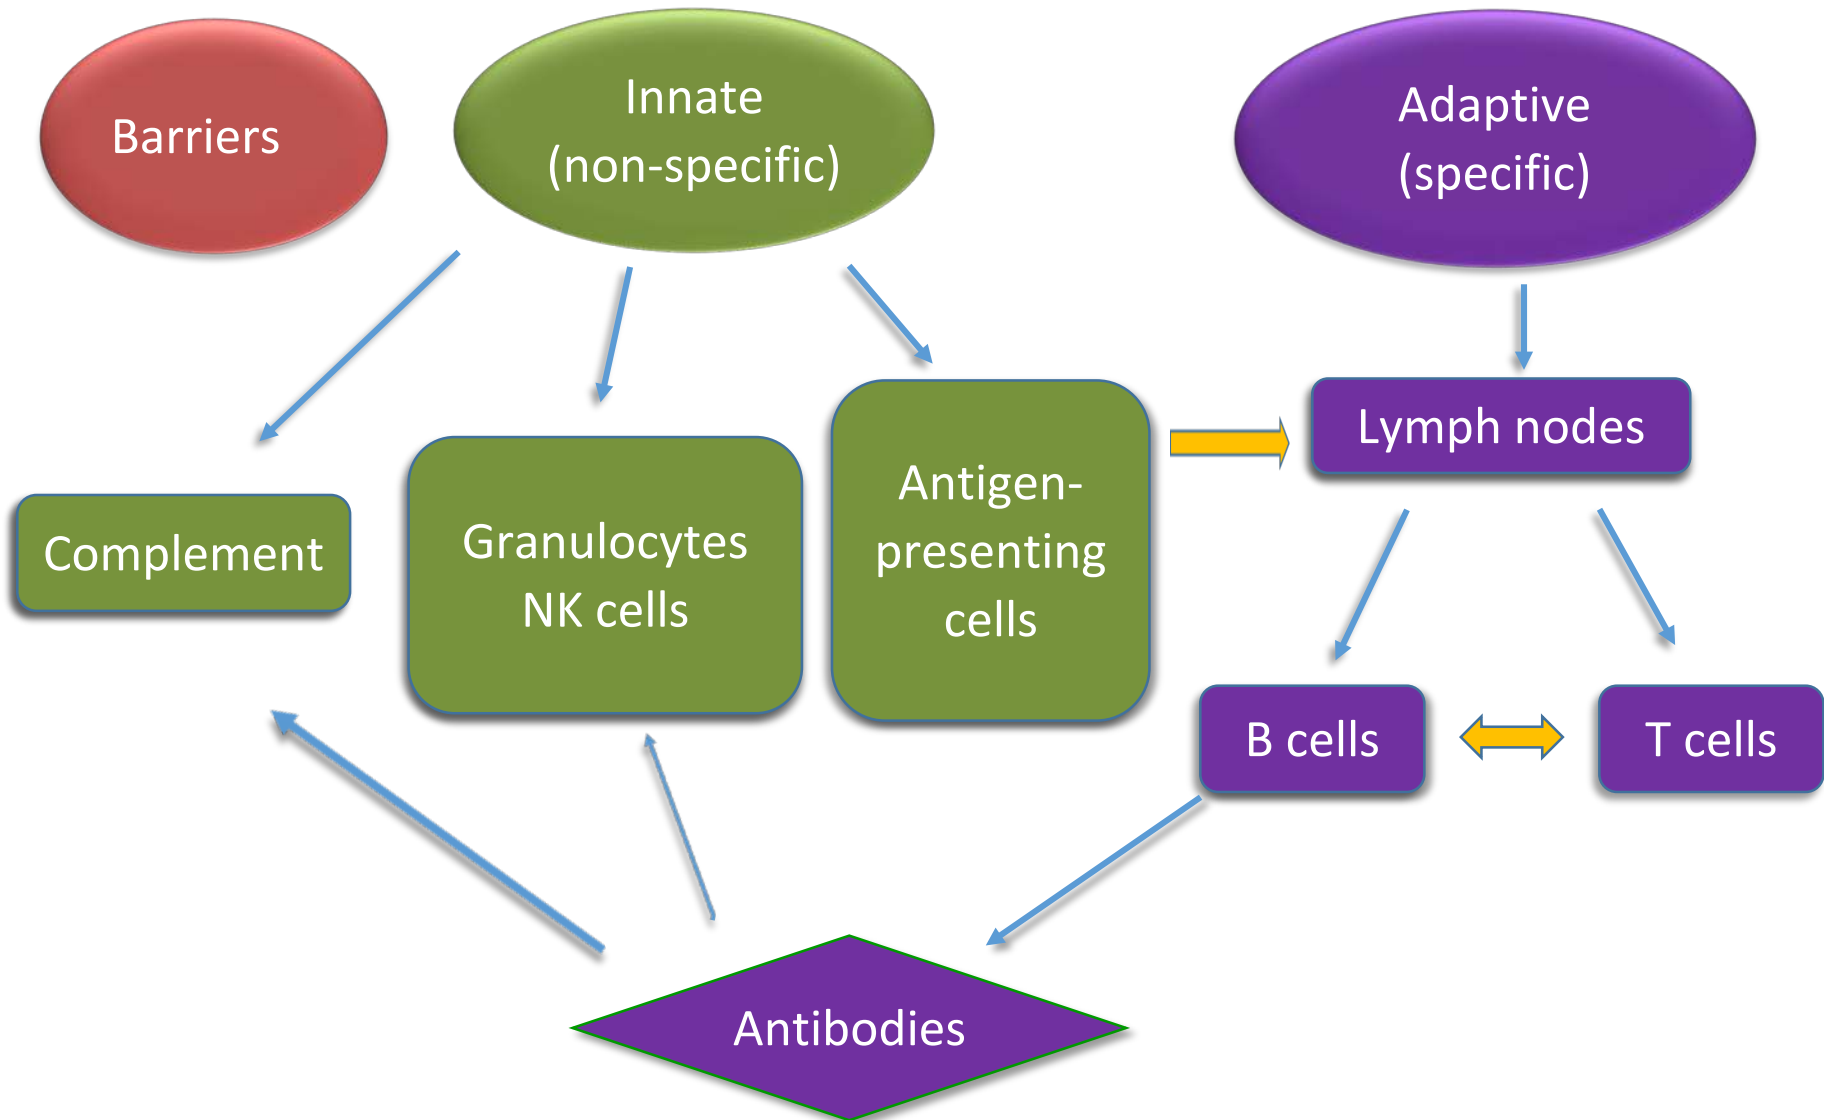 Barriers
Innate
(non-specific)
Adaptive
(specific)
Complement
Granulocytes
NK cells
Antigen-
presenting
cells
Lymph nodes
B cells
T cells
Antibodies